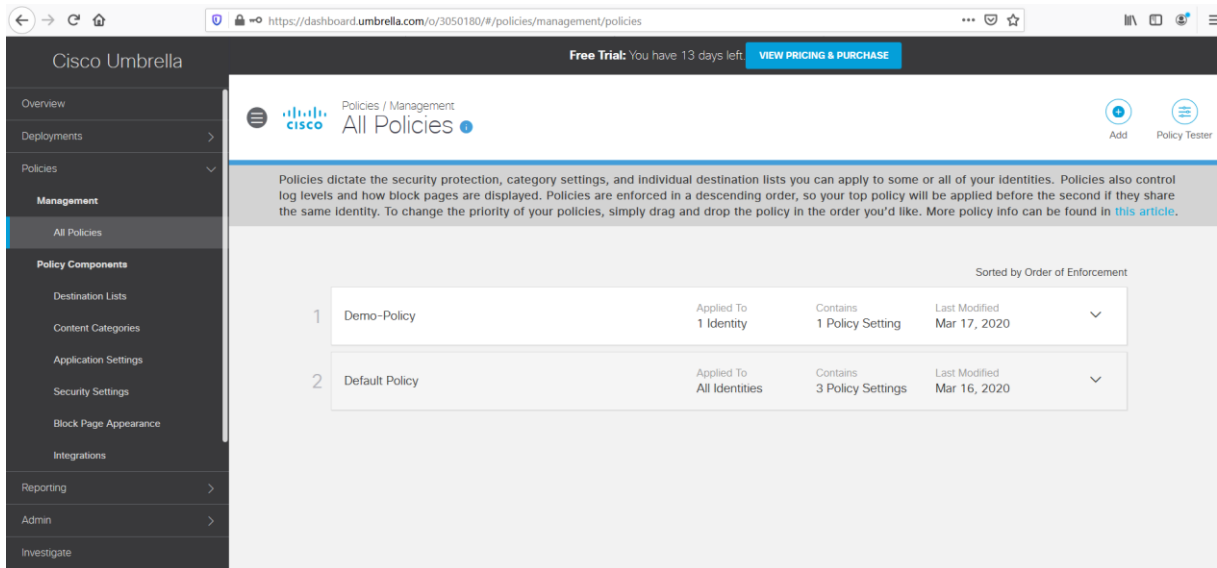 https://dashboard.umbrella.com/o/3050180/#/policies/management/policies
Cisco Umbrella
Free Trial: You have 13 days left. VIEW PRICING & PURCHASE
Overview
Deployments
Policies
Management
All Policies
Policy Components
Destination Lists
Content Categories
Application Settings
Security Settings
Block Page Appearance
Integrations
Reporting
Admin
Investigate
CISCO
Policies / Management
All Policies
Add
Policy Tester
Policies dictate the security protection, category settings, and individual destination lists you can apply to some or all of your identities. Policies also control
log levels and how block pages are displayed. Policies are enforced in a descending order, so your top policy will be applied before the second if they share
the same identity. To change the priority of your policies, simply drag and drop the policy in the order you'd like. More policy info can be found in this article.
Sorted by Order of Enforcement
1 Demo-Policy
Applied To
1 Identity
Contains
1 Policy Setting
Last Modified
Mar 17, 2020
2 Default Policy
Applied To
All Identities
Contains
3 Policy Settings
Last Modified
Mar 16, 2020